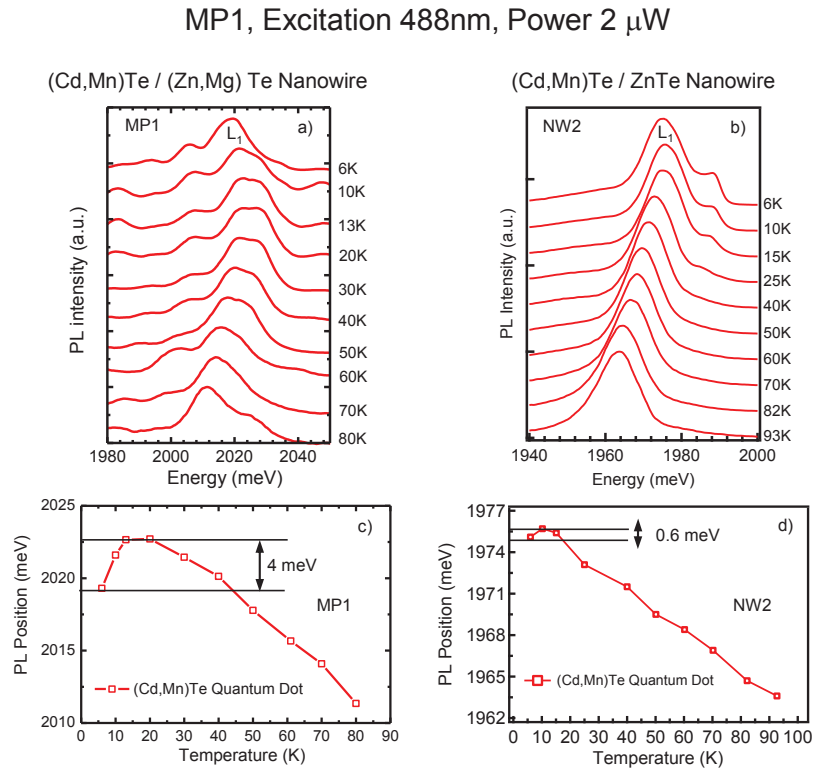 MP1, Excitation 488nm, Power 2 μW
(Cd,Mn)Te / (Zn,Mg) Te Nanowire
MP1
L1
a)
6K
10K
13K
20K
30K
40K
50K
60K
70K
80K
PL intensity (a.u.)
1980 2000 2020 2040
Energy (meV)
(Cd,Mn)Te / ZnTe Nanowire
NW2
L1
b)
6K
10K
15K
25K
40K
50K
60K
70K
82K
93K
PL Intensity (a.u.)
1940 1960 1980 2000
Energy (meV)
2025
2020
2015
2010
PL Position (meV)
c)
4 meV
MP1
(Cd,Mn)Te Quantum Dot
0 10 20 30 40 50 60 70 80 90
Temperature (K)
1977
1974
1971
1968
1965
1962
PL Position (meV)
d)
0.6 meV
NW2
(Cd,Mn)Te Quantum Dot
0 10 20 30 40 50 60 70 80 90 100
Temperature (K)